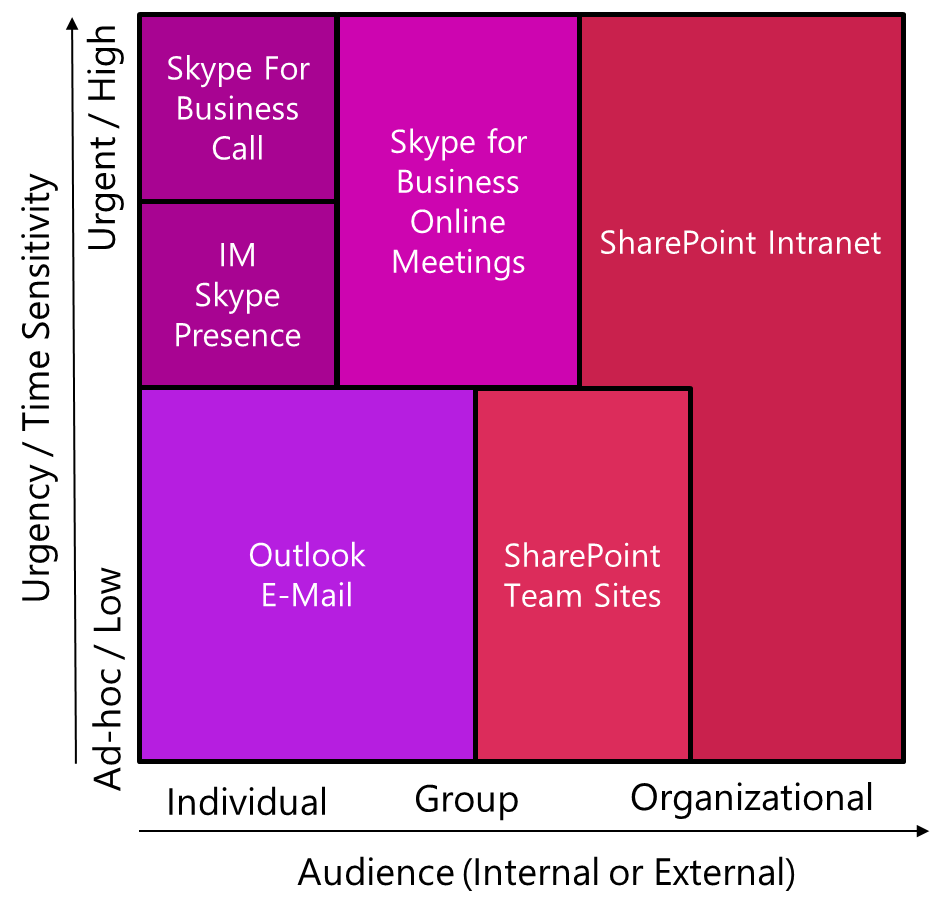 Urgency / Time Sensitivity
Urgent / High
Ad-hoc / Low
Skype For
Business
Call
IM
Skype
Presence
Skype for
Business
Online
Meetings
SharePoint Intranet
Outlook
E-Mail
SharePoint
Team Sites
Individual
Group
Organizational
Audience (Internal or External)